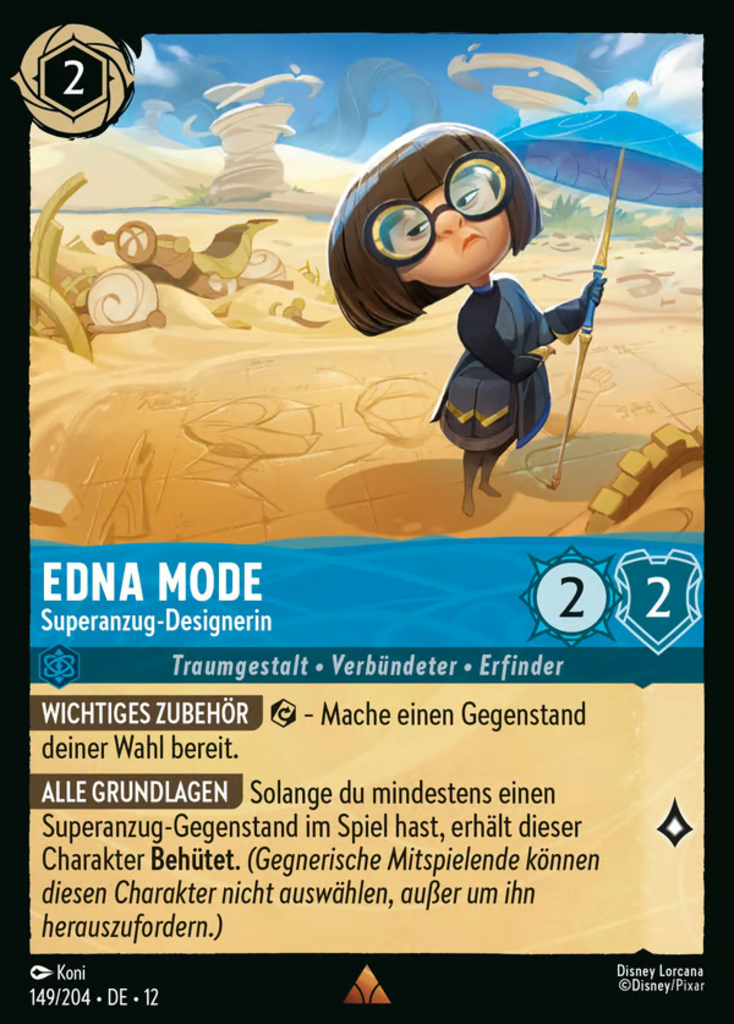 2
EDNA MODE
Superanzug-Designerin
2
2
Traumgestalt • Verbündeter • Erfinder
WICHTIGES ZUBEHÖR – Mache einen Gegenstand
deiner Wahl bereit.
ALLE GRUNDLAGEN Solange du mindestens einen
Superanzug-Gegenstand im Spiel hast, erhält dieser
Charakter Behütet. (Gegnerische Mitspielende können
diesen Charakter nicht auswählen, außer um ihn
herauszufordern.)
Koni
Disney Lorcana
149/204 • DE • 12
©Disney/Pixar